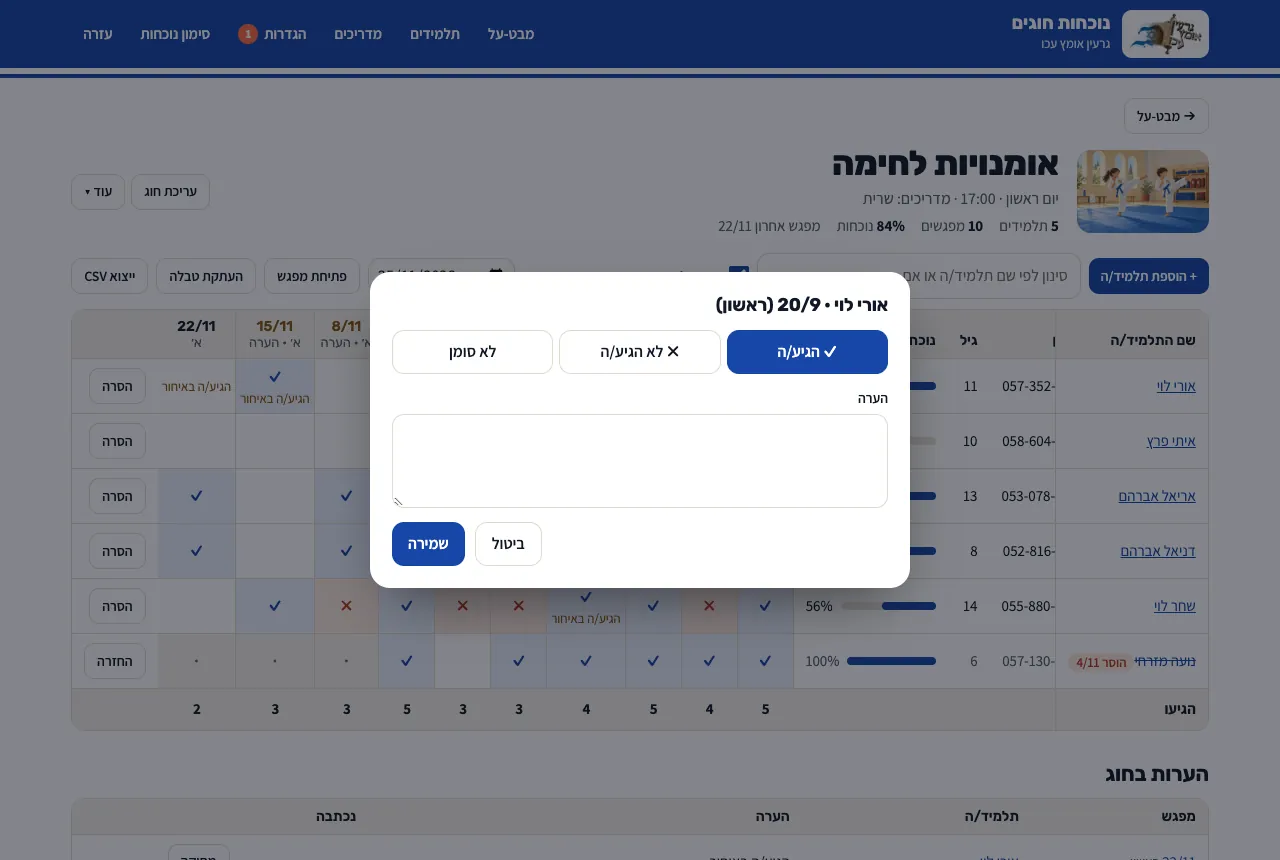 נוכחות חוגים
גרעין אומץ עכו
מבט-על
תלמידים
מדריכים
הגדרות 1
סימון נוכחות
עזרה
→ מבט-על
אומנויות לחימה
יום ראשון · 17:00 · מדריכים: שרית
5 תלמידים 10 מפגשים 84% נוכחות מפגש אחרון 22/11
עריכת חוג
עוד ▾
+ הוספת תלמיד/ה
סינון לפי שם תלמיד/ה או
פתיחת מפגש
העתקת טבלה
ייצוא CSV
אורי לוי • 20/9 (ראשון)
✓ הגיע/ה
✕ לא הגיע/ה
לא סומן
הערה
ביטול
שמירה
שם התלמיד/ה גיל 8/11 15/11 22/11
א׳ • הערה א׳ • הערה א׳
אורי לוי 057-352- 11 ✓ הגיע/ה באיחור הגיע/ה באיחור הסרה
איתי פרץ 058-604- 10 הסרה
אריאל אברהם 053-078- 13 ✓ ✓ הסרה
דניאל אברהם 052-816- 8 ✓ ✓ הסרה
שחר לוי 055-880- 14 56% ✓ ✕ ✓ ✓ הגיע/ה באיחור ✕ ✕ ✓ ✕ ✓ הסרה
נועה מזרחי הוסר 4/11 057-130- 6 100% ✓ ✓ ✓ ✓ ✓ ✓ · · · החזרה
הגיעו 5 4 5 4 3 3 5 3 3 2
הערות בחוג
מפגש תלמיד/ה הערה נכתבה